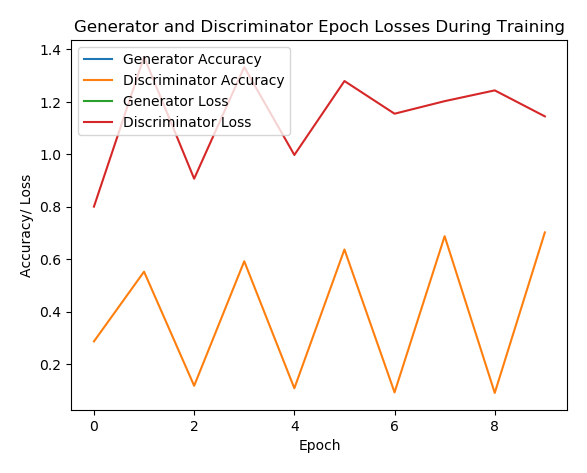 Generator and Discriminator Epoch Losses During Training
1.4
1.2
1.0
0.8
0.6
0.4
0.2
Accuracy/ Loss
Generator Accuracy
Discriminator Accuracy
Generator Loss
Discriminator Loss
0 2 4 6 8
Epoch